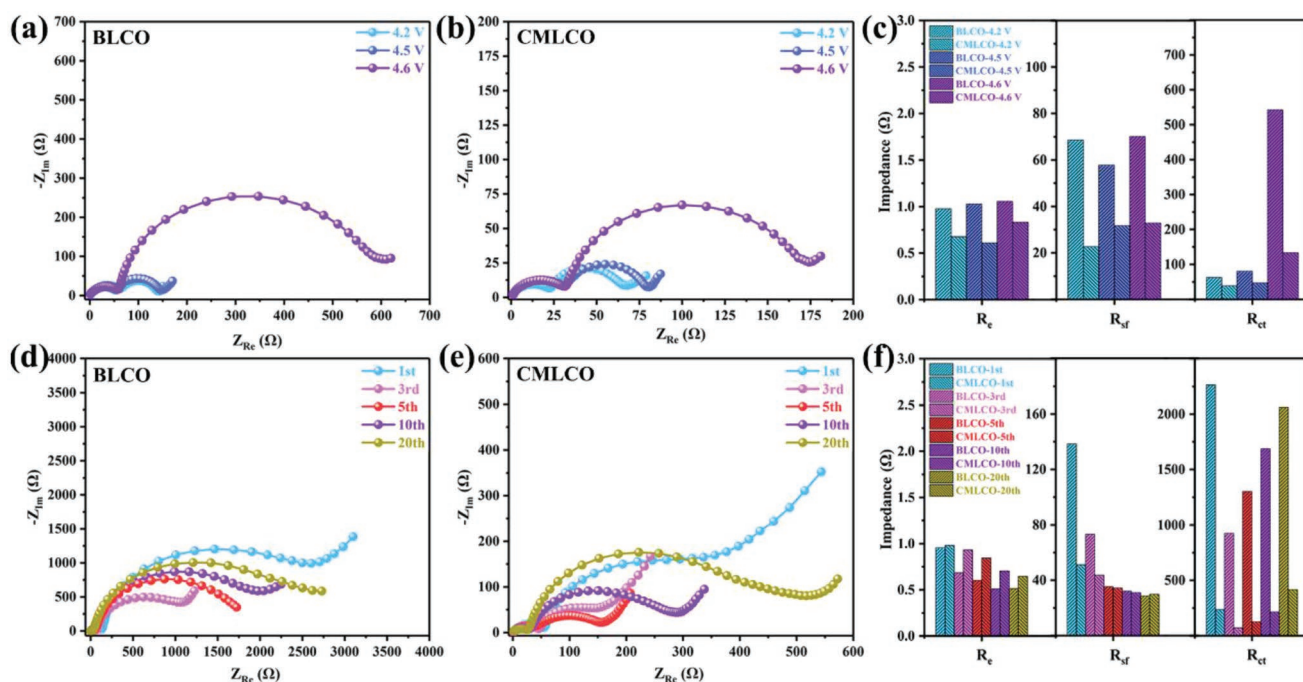 (a) BLCO
4.2 V
4.5 V
4.6 V
-Z_Im (Ω)
700
600
500
400
300
200
100
0
0 100 200 300 400 500 600 700
Z_Re (Ω)
(b) CMLCO
4.2 V
4.5 V
4.6 V
-Z_Im (Ω)
200
175
150
125
100
75
50
25
0
0 25 50 75 100 125 150 175 200
Z_Re (Ω)
(c)
BLCO-4.2 V
CMLCO-4.2 V
BLCO-4.5 V
CMLCO-4.5 V
BLCO-4.6 V
CMLCO-4.6 V
Impedance (Ω)
3.0
2.5
2.0
1.5
1.0
0.5
0.0
R_e
100
80
60
40
20
R_sf
700
600
500
400
300
200
100
R_ct
(d) BLCO
1st
3rd
5th
10th
20th
-Z_Im (Ω)
4000
3500
3000
2500
2000
1500
1000
500
0
0 500 1000 1500 2000 2500 3000 3500 4000
Z_Re (Ω)
(e) CMLCO
1st
3rd
5th
10th
20th
-Z_Im (Ω)
600
500
400
300
200
100
0
0 100 200 300 400 500 600
Z_Re (Ω)
(f)
BLCO-1st
CMLCO-1st
BLCO-3rd
CMLCO-3rd
BLCO-5th
CMLCO-5th
BLCO-10th
CMLCO-10th
BLCO-20th
CMLCO-20th
Impedance (Ω)
3.0
2.5
2.0
1.5
1.0
0.5
0.0
R_e
160
120
80
40
R_sf
2000
1500
1000
500
R_ct